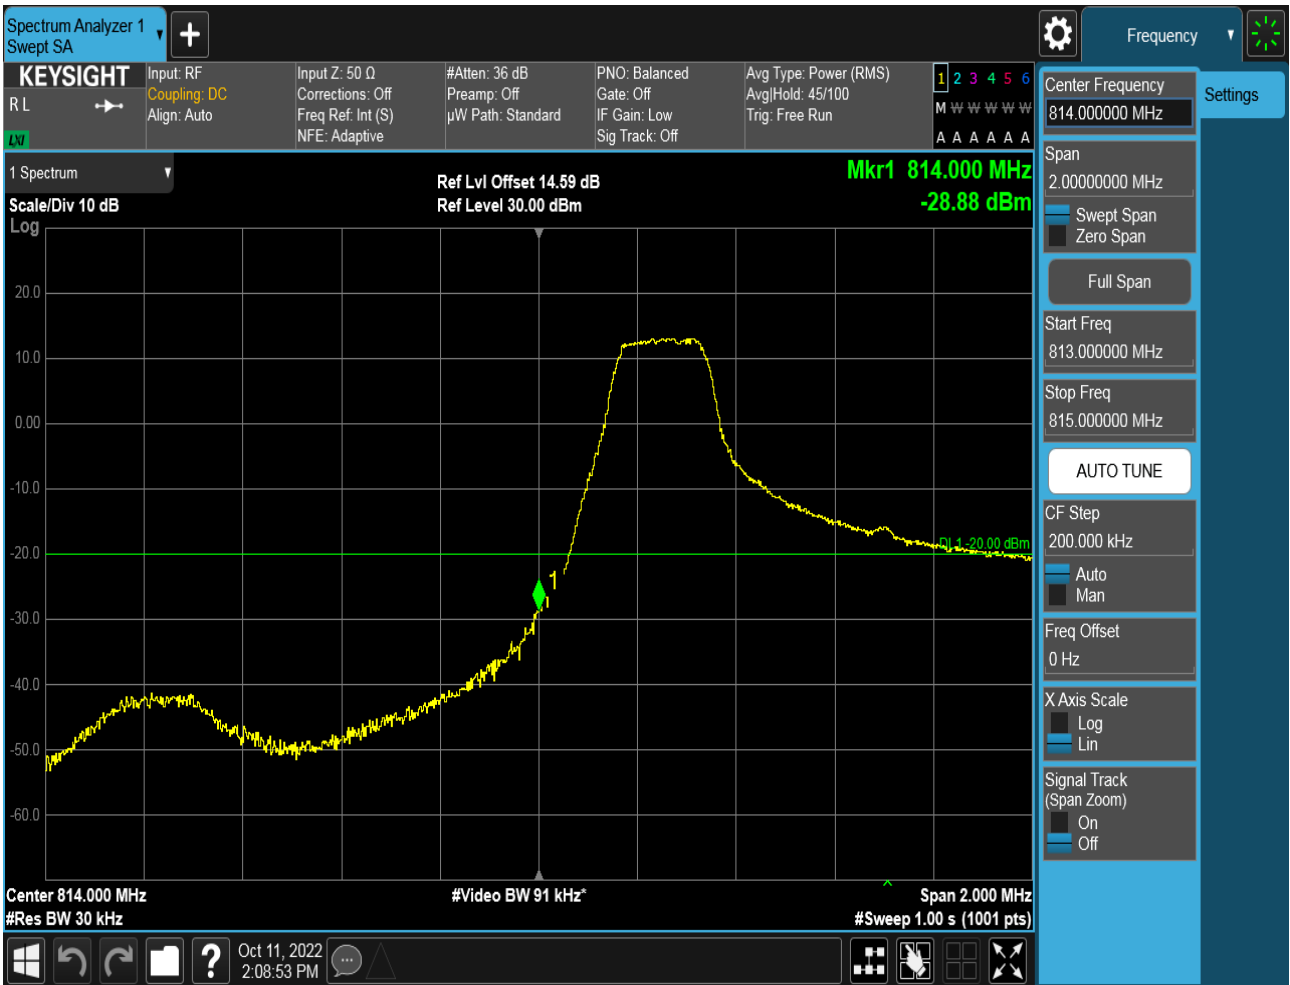 Spectrum Analyzer 1
Swept SA
Frequency
KEYSIGHT
R L
LXI
Input: RF
Coupling: DC
Align: Auto
Input Z: 50 Ω
Corrections: Off
Freq Ref: Int (S)
NFE: Adaptive
#Atten: 36 dB
Preamp: Off
µW Path: Standard
PNO: Balanced
Gate: Off
IF Gain: Low
Sig Track: Off
Avg Type: Power (RMS)
Avg|Hold: 45/100
Trig: Free Run
1 2 3 4 5 6
M W W W W W
A A A A A A
1 Spectrum
Scale/Div 10 dB
Log
Ref Lvl Offset 14.59 dB
Ref Level 30.00 dBm
Mkr1 814.000 MHz
-28.88 dBm
20.0
10.0
0.00
-10.0
-20.0
-30.0
-40.0
-50.0
-60.0
DL1 -20.00 dBm
1
Center 814.000 MHz
#Res BW 30 kHz
#Video BW 91 kHz*
Span 2.000 MHz
#Sweep 1.00 s (1001 pts)
Oct 11, 2022
2:08:53 PM
Settings
Center Frequency
814.000000 MHz
Span
2.00000000 MHz
Swept Span
Zero Span
Full Span
Start Freq
813.000000 MHz
Stop Freq
815.000000 MHz
AUTO TUNE
CF Step
200.000 kHz
Auto
Man
Freq Offset
0 Hz
X Axis Scale
Log
Lin
Signal Track
(Span Zoom)
On
Off